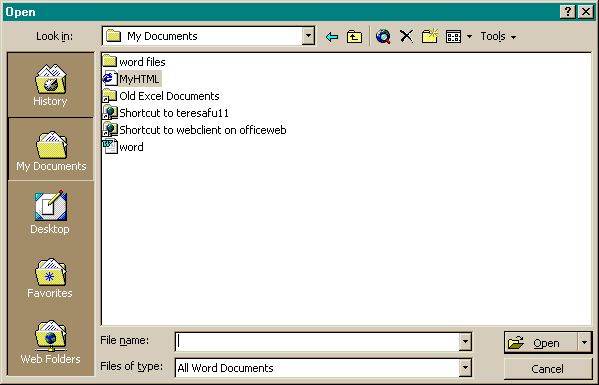 Open
Look in: My Documents Tools
word files
MyHTML
Old Excel Documents
Shortcut to teresafu11
Shortcut to webclient on officeweb
word
History
My Documents
Desktop
Favorites
Web Folders
File name: Open
Files of type: All Word Documents Cancel